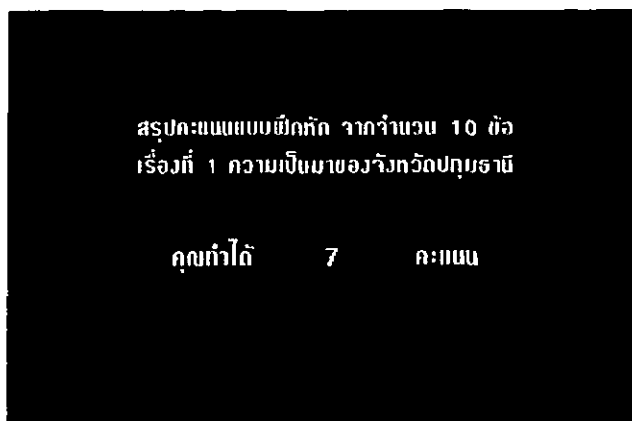 สรุปคะแนนแบบฝึกหัด จากจำนวน 10 ข้อ
เรื่องที่ 1 ความเป็นมาของจังหวัดปทุมธานี
คุณทำได้ 7 คะแนน